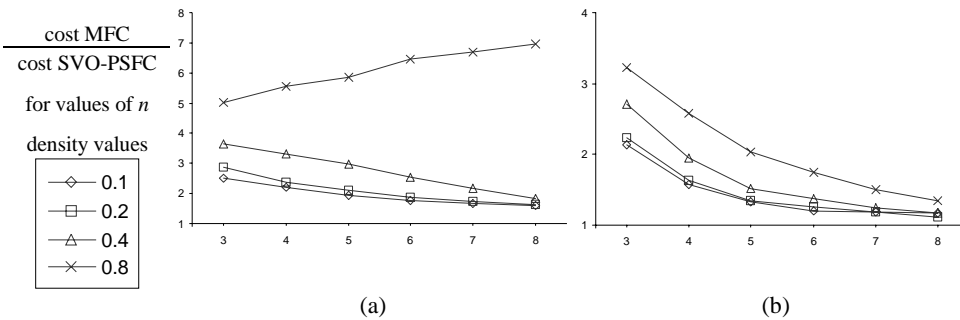 cost MFC
cost SVO-PSFC
for values of n
density values
0.1
0.2
0.4
0.8
8
7
6
5
4
3
2
1
3 4 5 6 7 8
(a)
4
3
2
1
3 4 5 6 7 8
(b)